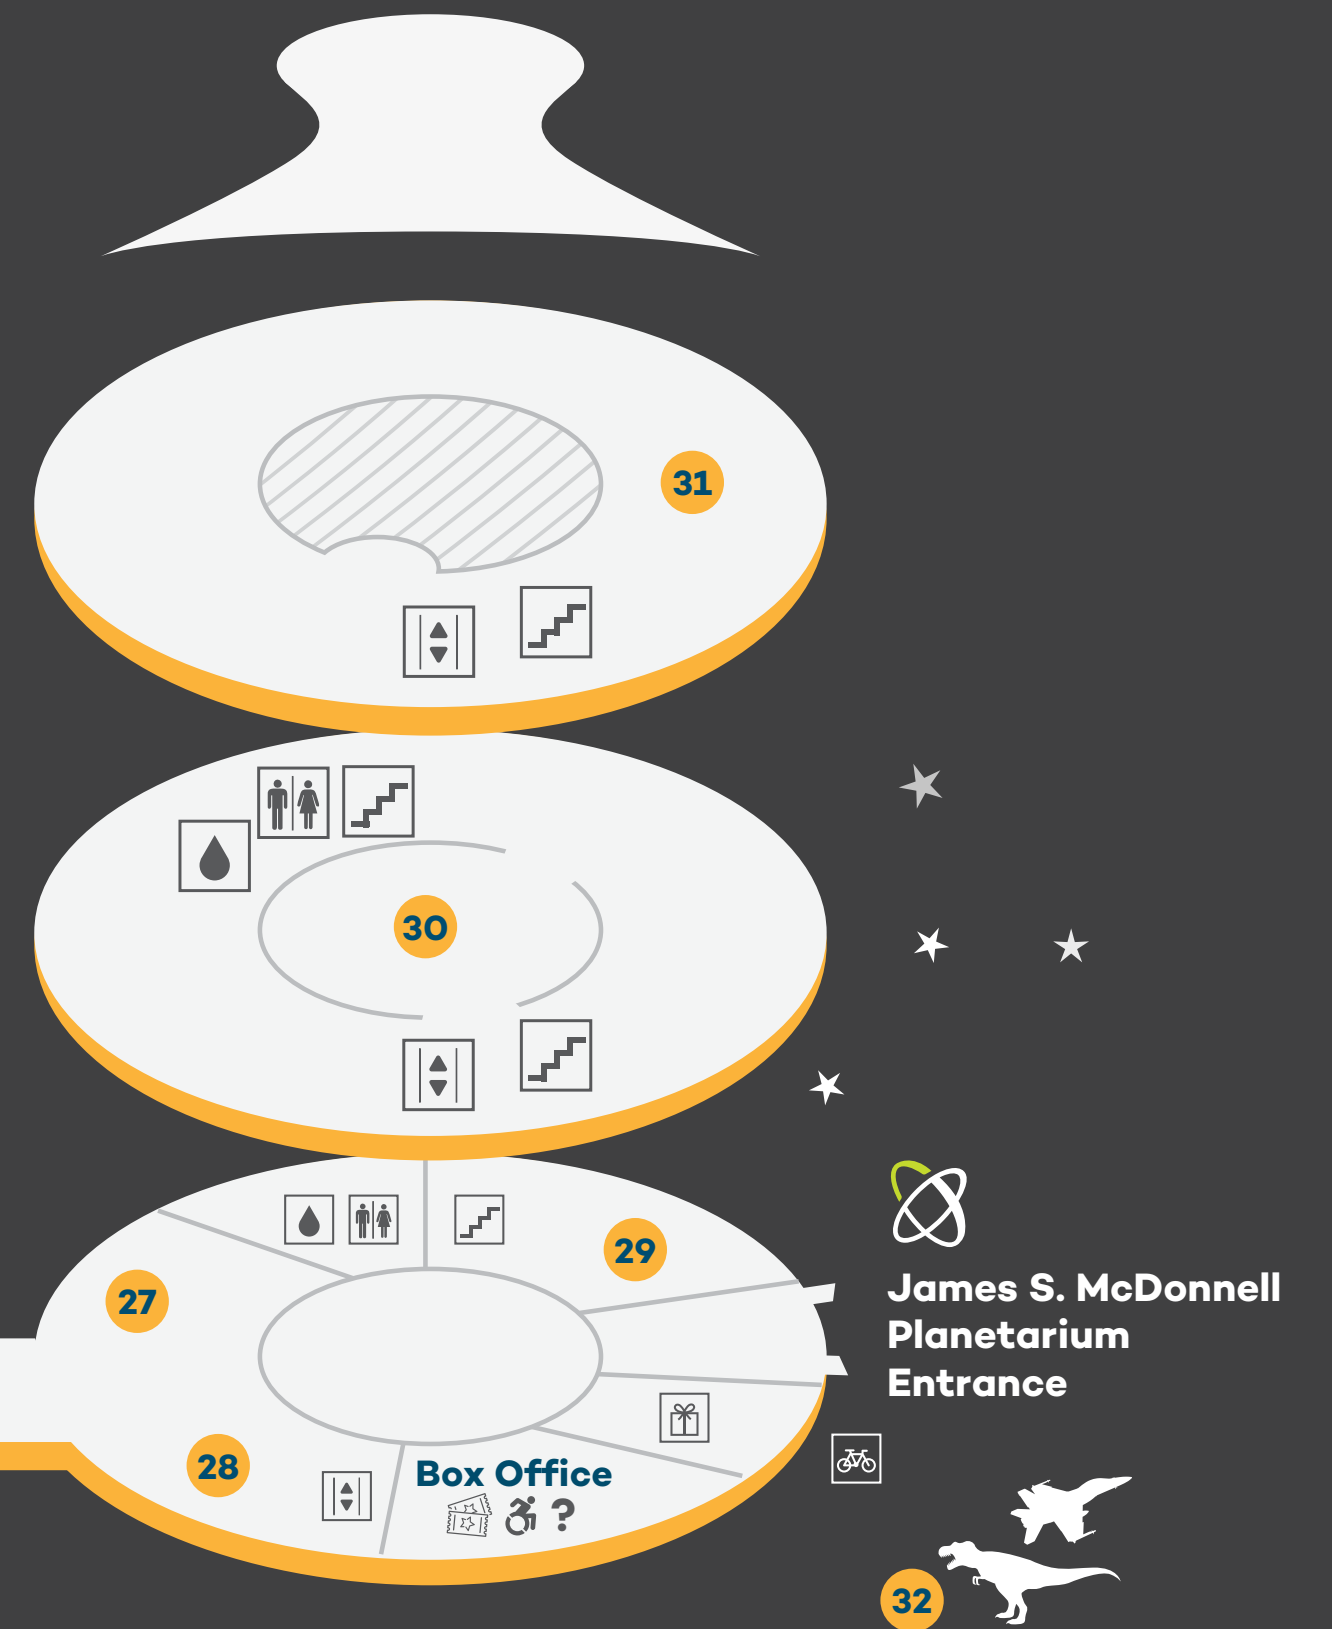 31
30
29
27
James S. McDonnell
Planetarium
Entrance
28
Box Office
?
32